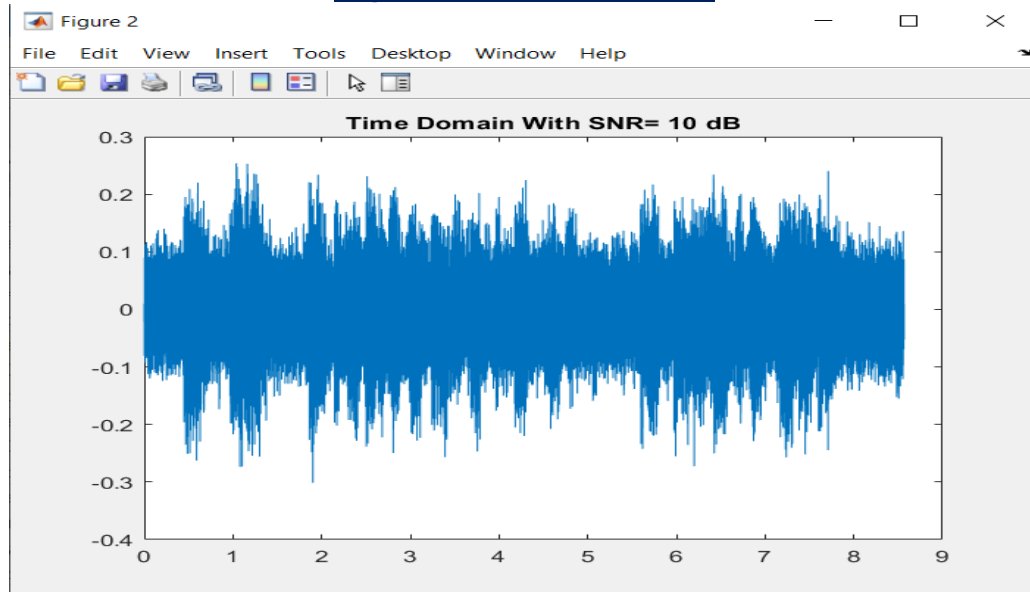 Figure 2
File Edit View Insert Tools Desktop Window Help
Time Domain With SNR= 10 dB
0.3
0.2
0.1
0
-0.1
-0.2
-0.3
-0.4
0 1 2 3 4 5 6 7 8 9